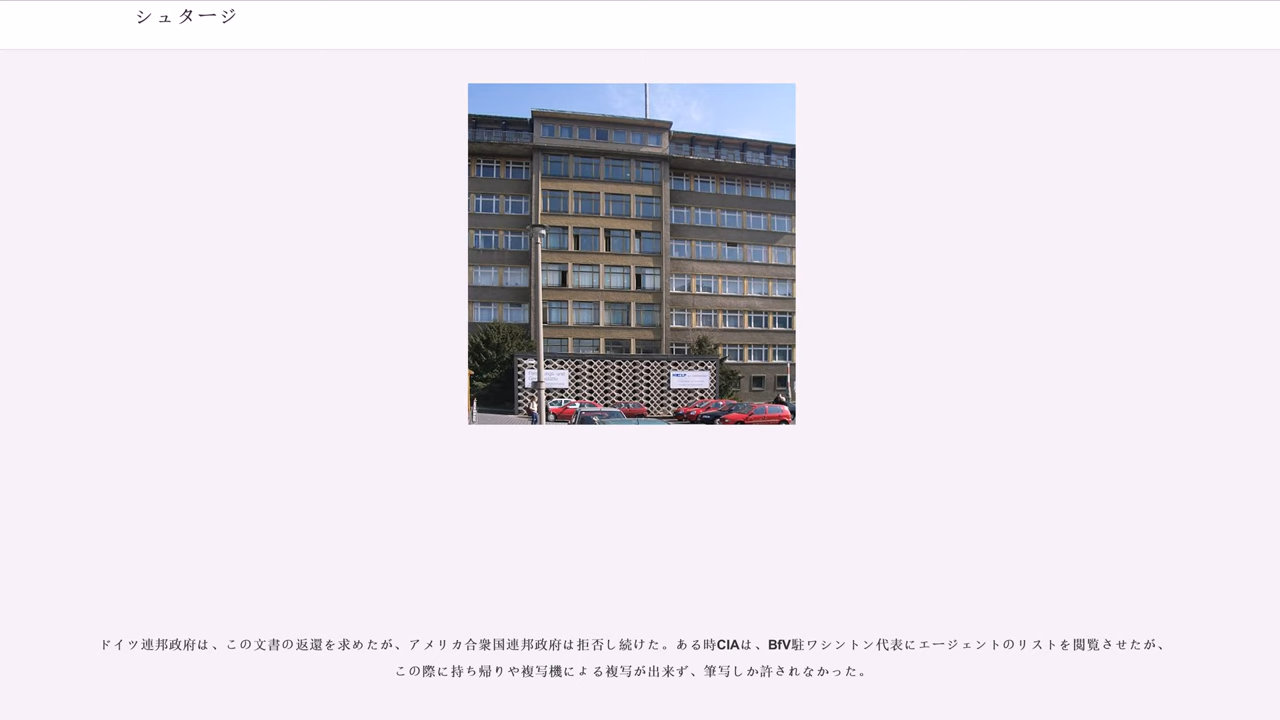 シュタージ
ドイツ連邦政府は、この文書の返還を求めたが、アメリカ合衆国連邦政府は拒否し続けた。ある時CIAは、BfV駐ワシントン代表にエージェントのリストを閲覧させたが、
この際に持ち帰りや複写機による複写が出来ず、筆写しか許されなかった。